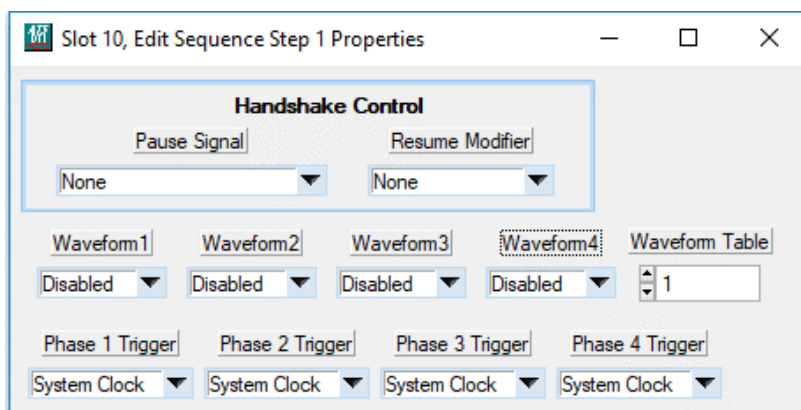 Slot 10, Edit Sequence Step 1 Properties
Handshake Control
Pause Signal Resume Modifier
None None
Waveform1 Waveform2 Waveform3 Waveform4 Waveform Table
Disabled Disabled Disabled Disabled 1
Phase 1 Trigger Phase 2 Trigger Phase 3 Trigger Phase 4 Trigger
System Clock System Clock System Clock System Clock